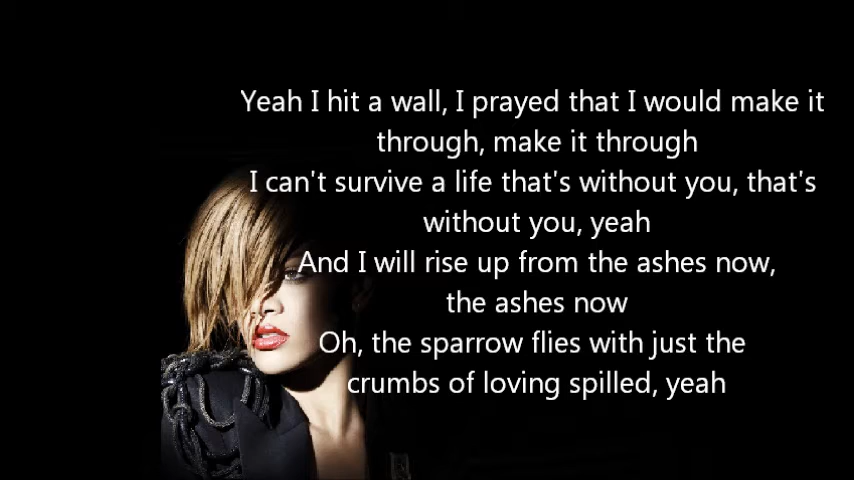 Yeah I hit a wall, I prayed that I would make it
through, make it through
I can't survive a life that's without you, that's
without you, yeah
And I will rise up from the ashes now,
the ashes now
Oh, the sparrow flies with just the
crumbs of loving spilled, yeah